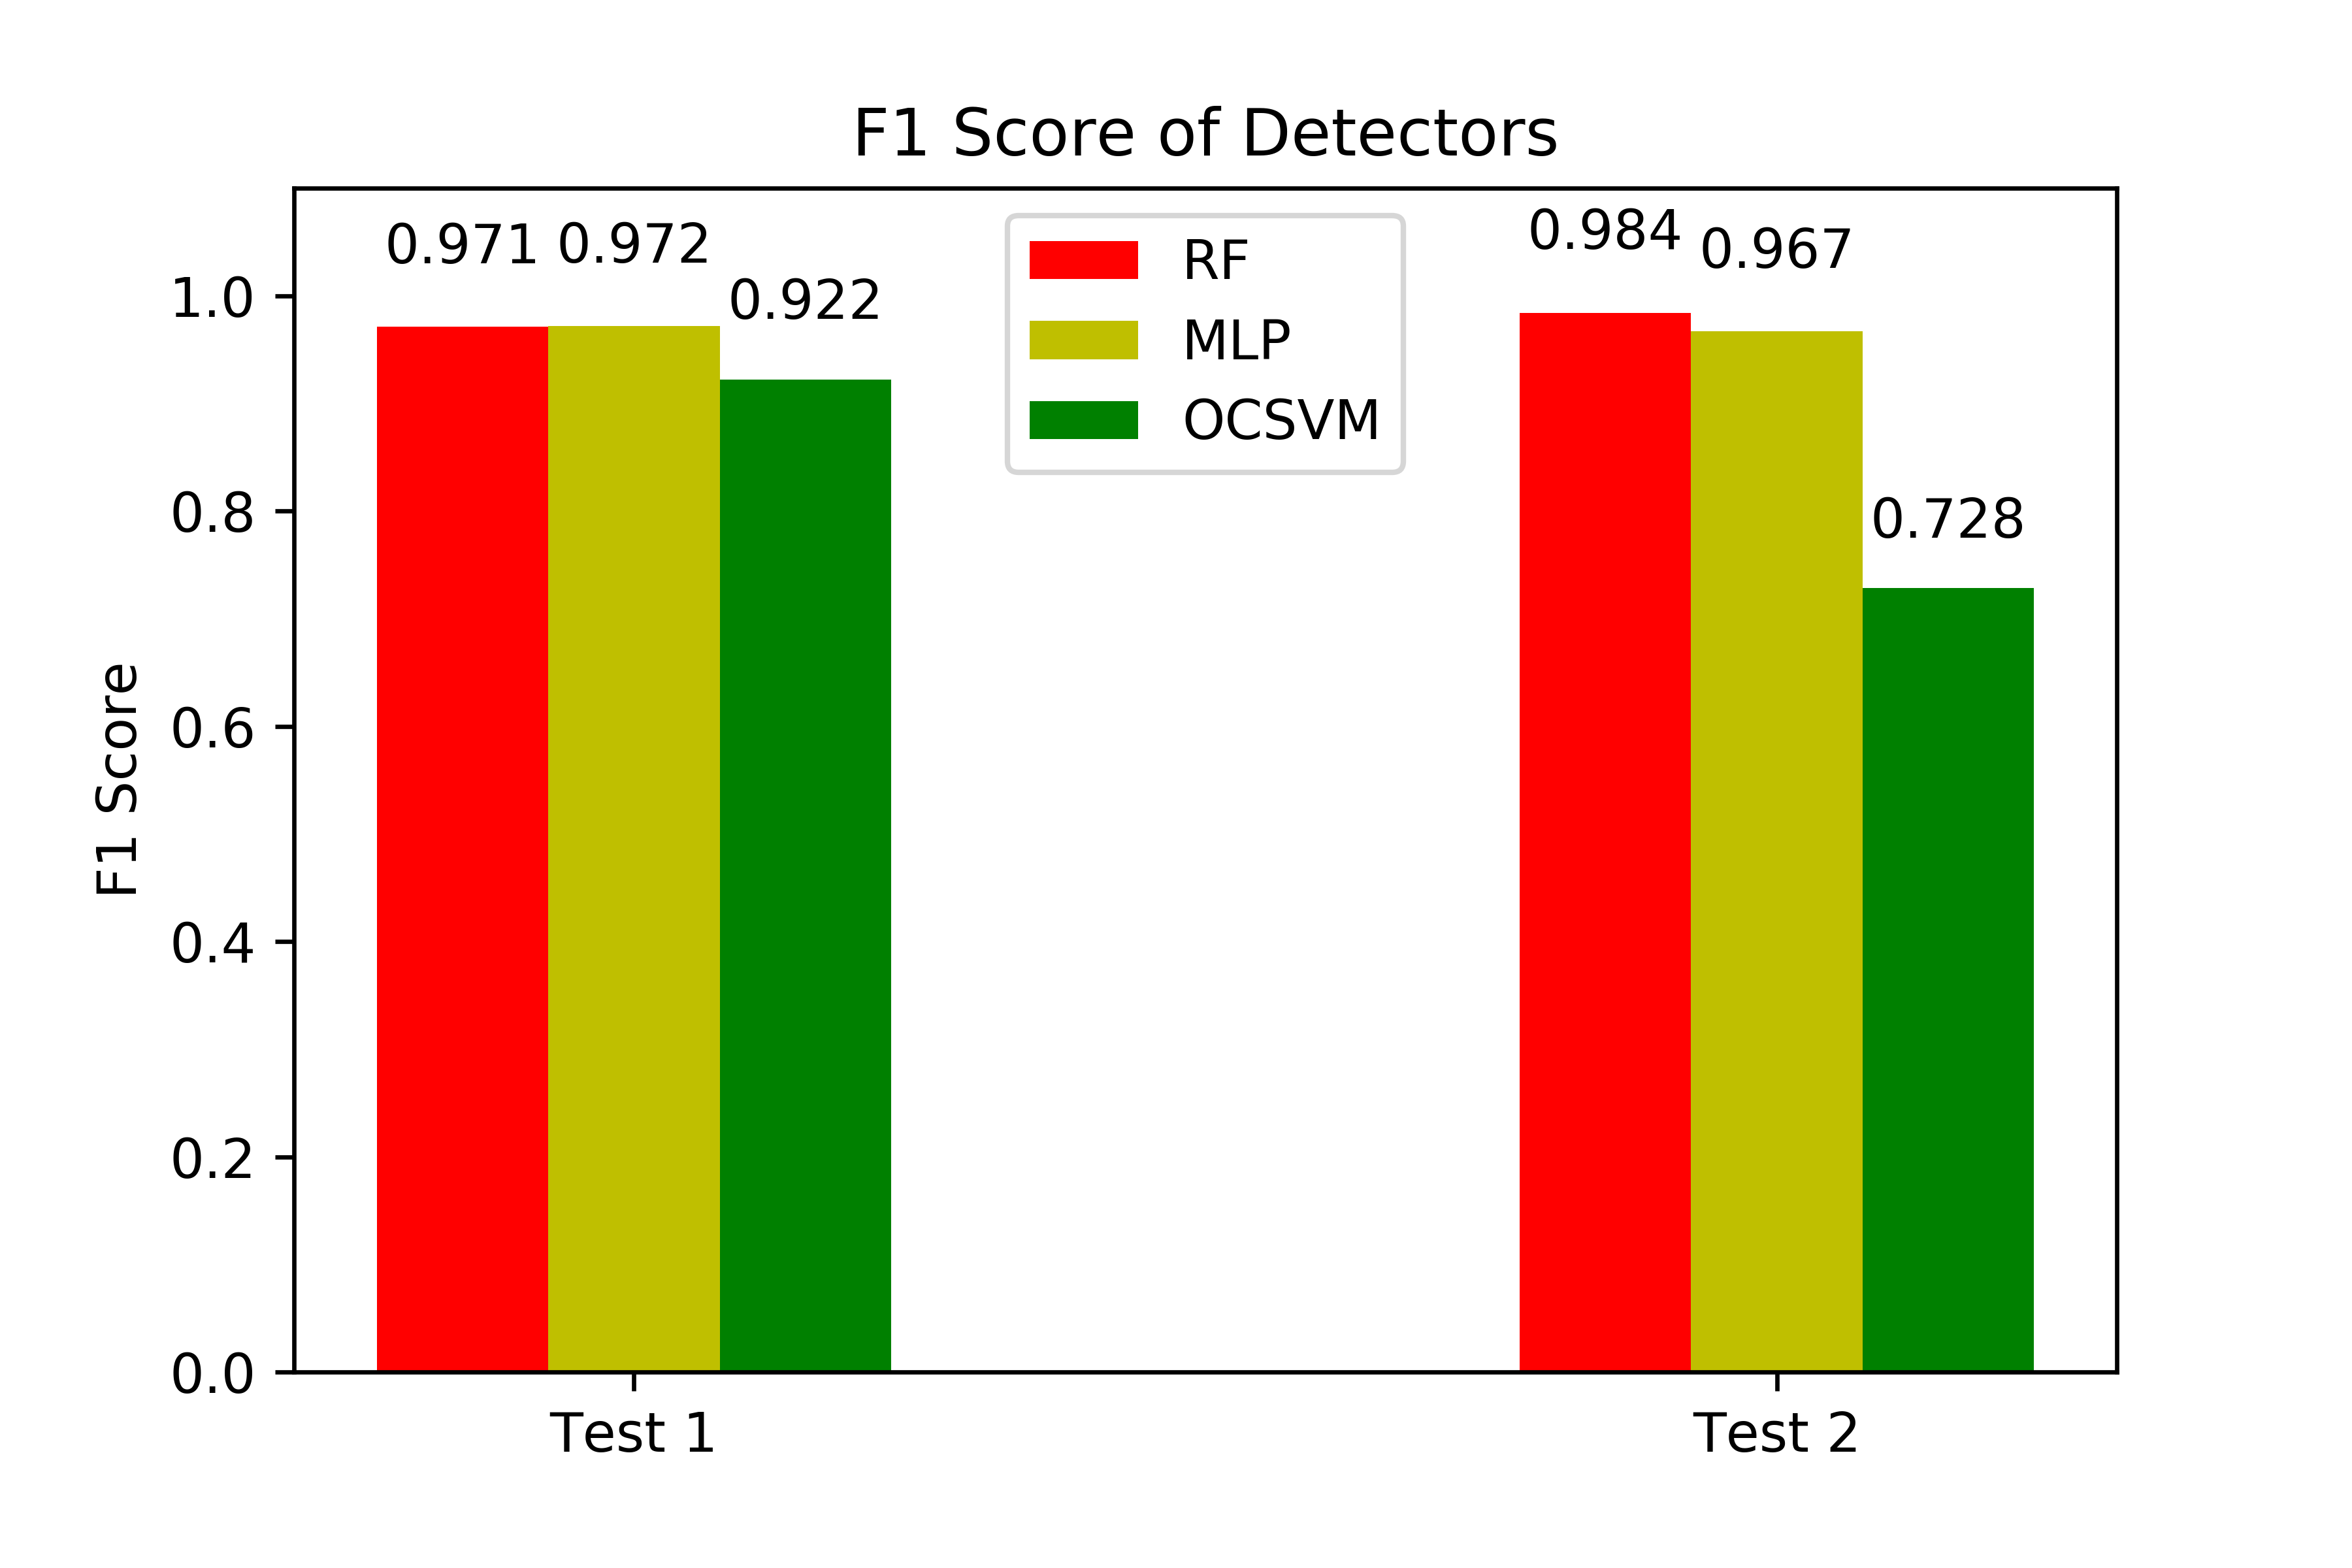 F1 Score of Detectors
0.971 0.972
0.922
0.984
0.967
0.728
RF
MLP
OCSVM
F1 Score
1.0
0.8
0.6
0.4
0.2
0.0
Test 1
Test 2